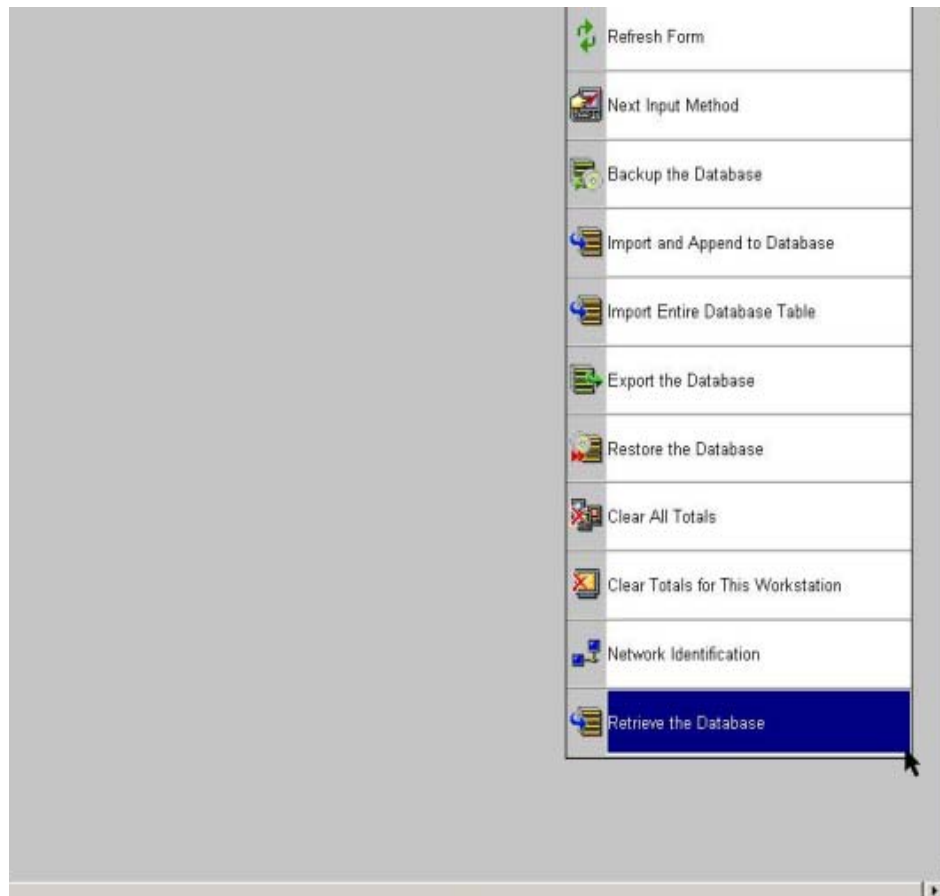 Refresh Form
Next Input Method
Backup the Database
Import and Append to Database
Import Entire Database Table
Export the Database
Restore the Database
Clear All Totals
Clear Totals for This Workstation
Network Identification
Retrieve the Database